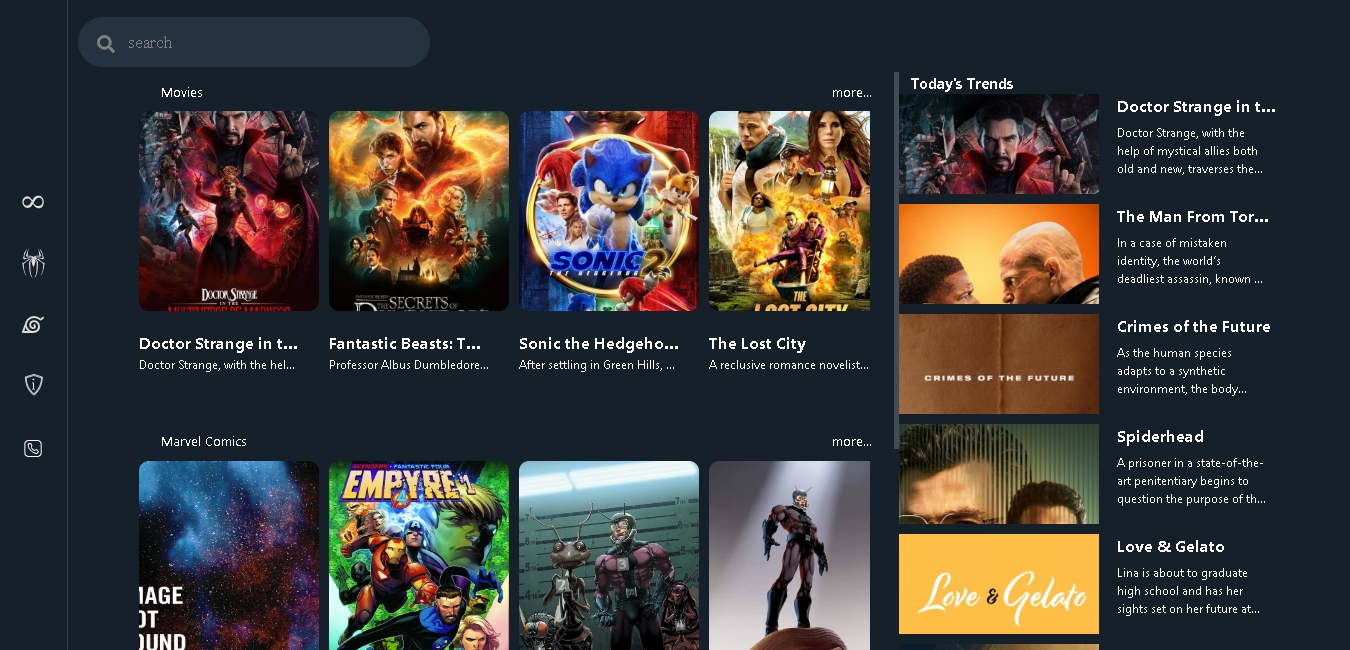 search
Movies
more...
DOCTOR STRANGE
IN THE
MULTIVERSE OF MADNESS
THE SECRETS OF
SONIC 2
THE HEDGEHOG
THE
LOST CITY
Doctor Strange in t...
Doctor Strange, with the hel...
Fantastic Beasts: T...
Professor Albus Dumbledore...
Sonic the Hedgeho...
After settling in Green Hills, ...
The Lost City
A reclusive romance novelist...
Marvel Comics
more...
IAGE
OT
OUND
AVENGERS • FANTASTIC FOUR
EMPYRE
Today's Trends
Doctor Strange in t...
Doctor Strange, with the
help of mystical allies both
old and new, traverses the...
The Man From Tor...
In a case of mistaken
identity, the world's
deadliest assassin, known ...
CRIMES OF THE FUTURE
Crimes of the Future
As the human species
adapts to a synthetic
environment, the body...
Spiderhead
A prisoner in a state-of-the-
art penitentiary begins to
question the purpose of th...
Love & Gelato
Love & Gelato
Lina is about to graduate
high school and has her
sights set on her future at...